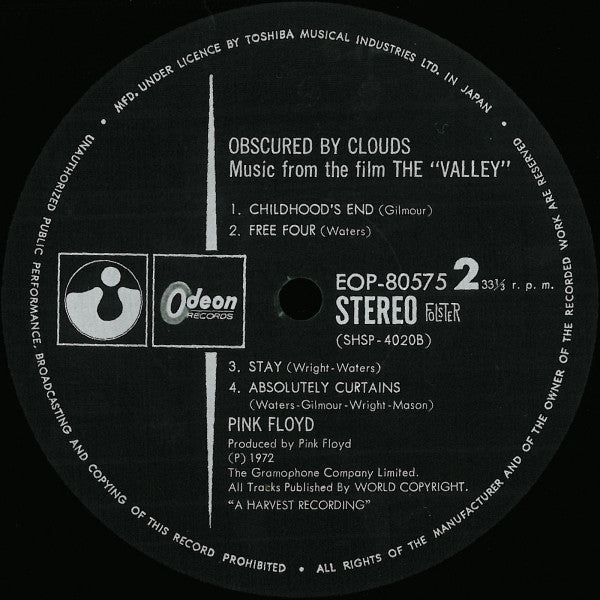 MFD. UNDER LICENCE BY TOSHIBA MUSICAL INDUSTRIES LTD. IN JAPAN
OBSCURED BY CLOUDS
Music from the film THE "VALLEY"
1. CHILDHOOD'S END (Gilmour)
2. FREE FOUR (Waters)
Odeon
RECORDS
EOP-80575 2 33⅓ r. p. m.
STEREO
(SHSP-4020B)
3. STAY (Wright-Waters)
4. ABSOLUTELY CURTAINS
(Waters-Gilmour-Wright-Mason)
PINK FLOYD
Produced by Pink Floyd
(P) 1972
The Gramophone Company Limited.
All Tracks Published By WORLD COPYRIGHT.
"A HARVEST RECORDING"
UNAUTHORIZED PUBLIC PERFORMANCE, BROADCASTING AND COPYING OF THIS RECORD PROHIBITED • ALL RIGHTS OF THE MANUFACTURER AND OF THE OWNER OF THE RECORDED WORK ARE RESERVED